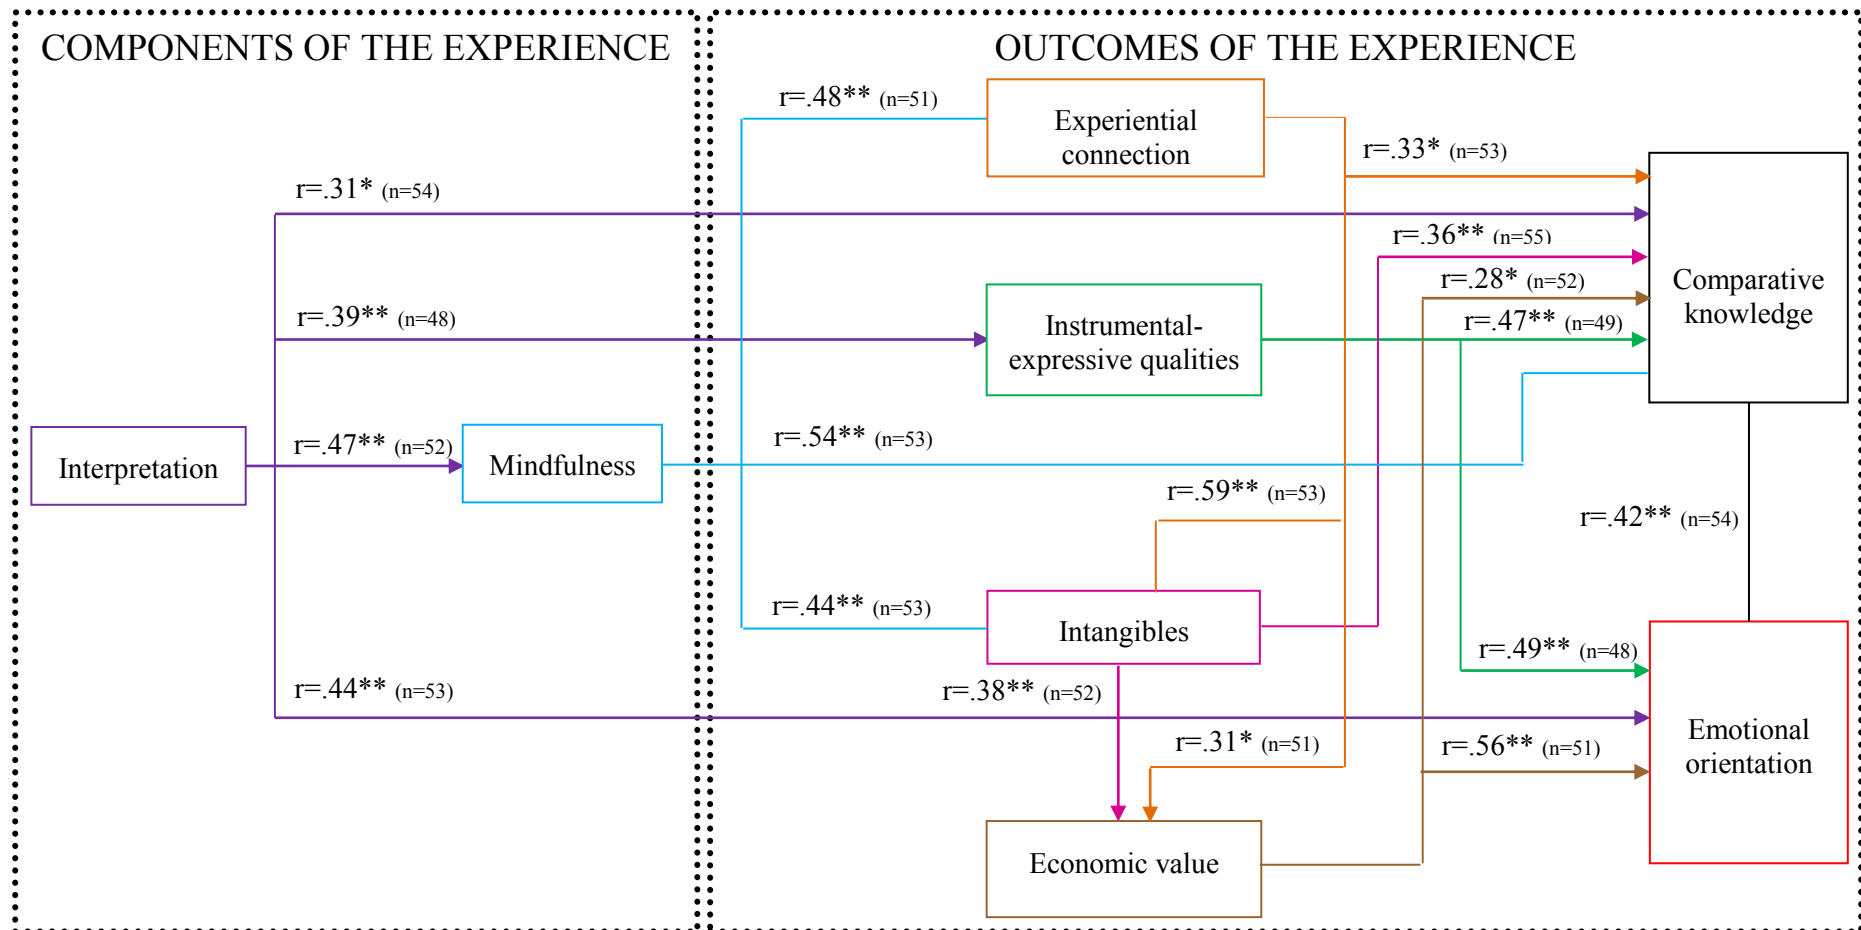 COMPONENTS OF THE EXPERIENCE
OUTCOMES OF THE EXPERIENCE
r=.48** (n=51)
Experiential
connection
r=.33* (n=53)
r=.31* (n=54)
r=.36** (n=55)
r=.28* (n=52)
Comparative
knowledge
r=.39** (n=48)
Instrumental-
expressive qualities
r=.47** (n=49)
Interpretation
r=.47** (n=52)
Mindfulness
r=.54** (n=53)
r=.59** (n=53)
r=.42** (n=54)
r=.44** (n=53)
Intangibles
r=.49** (n=48)
r=.44** (n=53)
r=.38** (n=52)
r=.31* (n=51)
r=.56** (n=51)
Emotional
orientation
Economic value